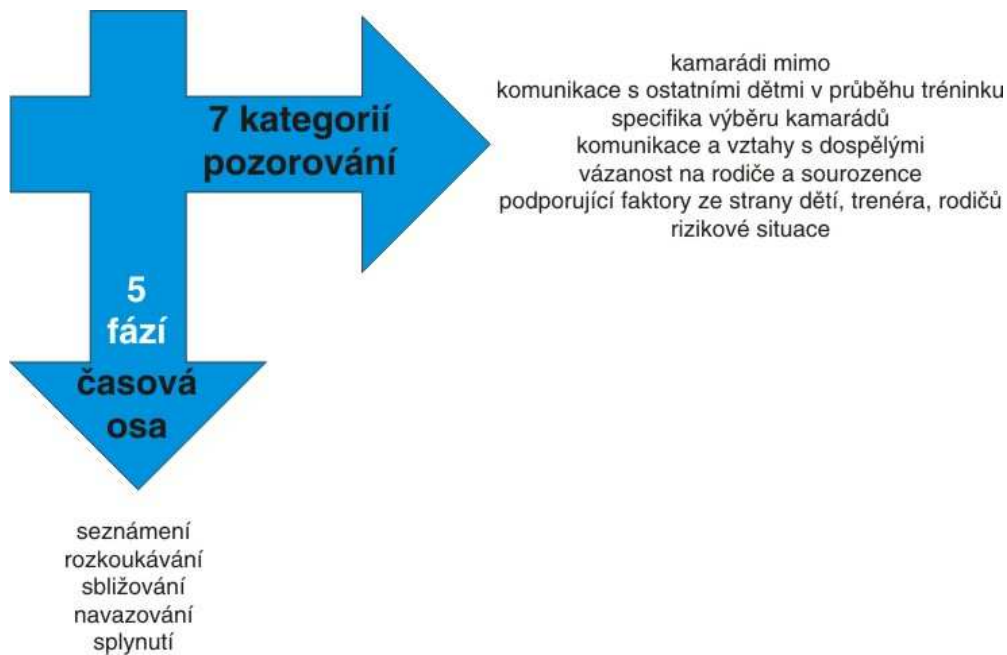 kamarádi mimo
komunikace s ostatními dětmi v průběhu tréninku
specifika výběru kamarádů
komunikace a vztahy s dospělými
vázanost na rodiče a sourozence
podporující faktory ze strany dětí, trenéra, rodičů
rizikové situace
7 kategorií
pozorování
5
fází
časová
osa
seznámení
rozkoukávání
sbližování
navazování
splynutí